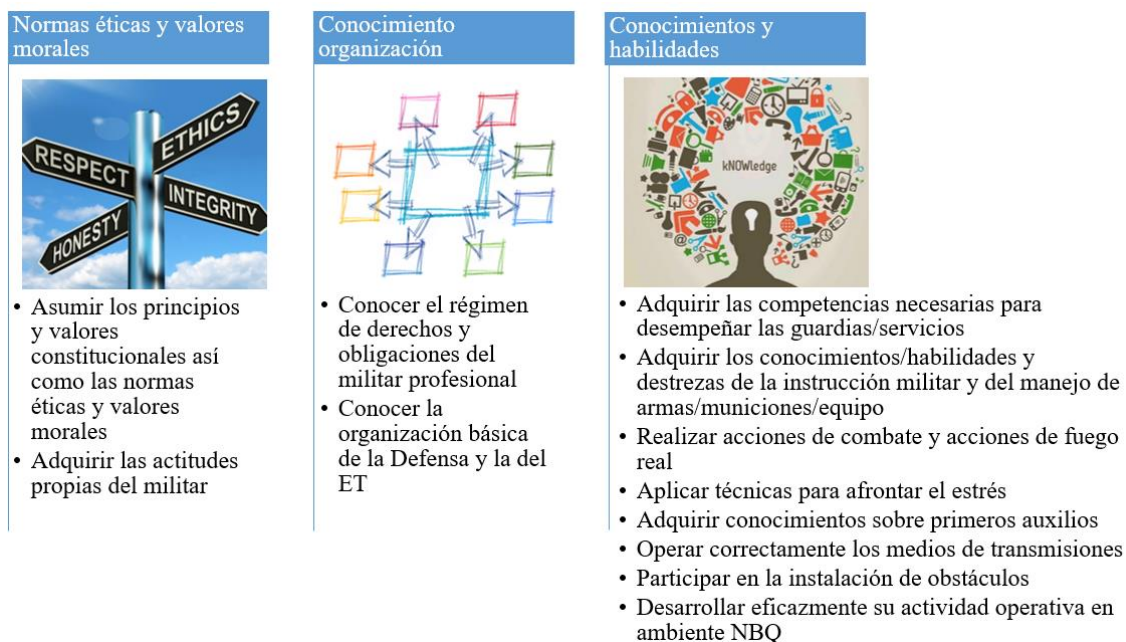 Normas éticas y valores
morales
ETHICS
RESPECT
INTEGRITY
HONESTY
• Asumir los principios
y valores
constitucionales así
como las normas
éticas y valores
morales
• Adquirir las actitudes
propias del militar
Conocimiento
organización
• Conocer el régimen
de derechos y
obligaciones del
militar profesional
• Conocer la
organización básica
de la Defensa y la del
ET
Conocimientos y
habilidades
kNOWledge
• Adquirir las competencias necesarias para
desempeñar las guardias/servicios
• Adquirir los conocimientos/habilidades y
destrezas de la instrucción militar y del manejo de
armas/municiones/equipo
• Realizar acciones de combate y acciones de fuego
real
• Aplicar técnicas para afrontar el estrés
• Adquirir conocimientos sobre primeros auxilios
• Operar correctamente los medios de transmisiones
• Participar en la instalación de obstáculos
• Desarrollar eficazmente su actividad operativa en
ambiente NBQ